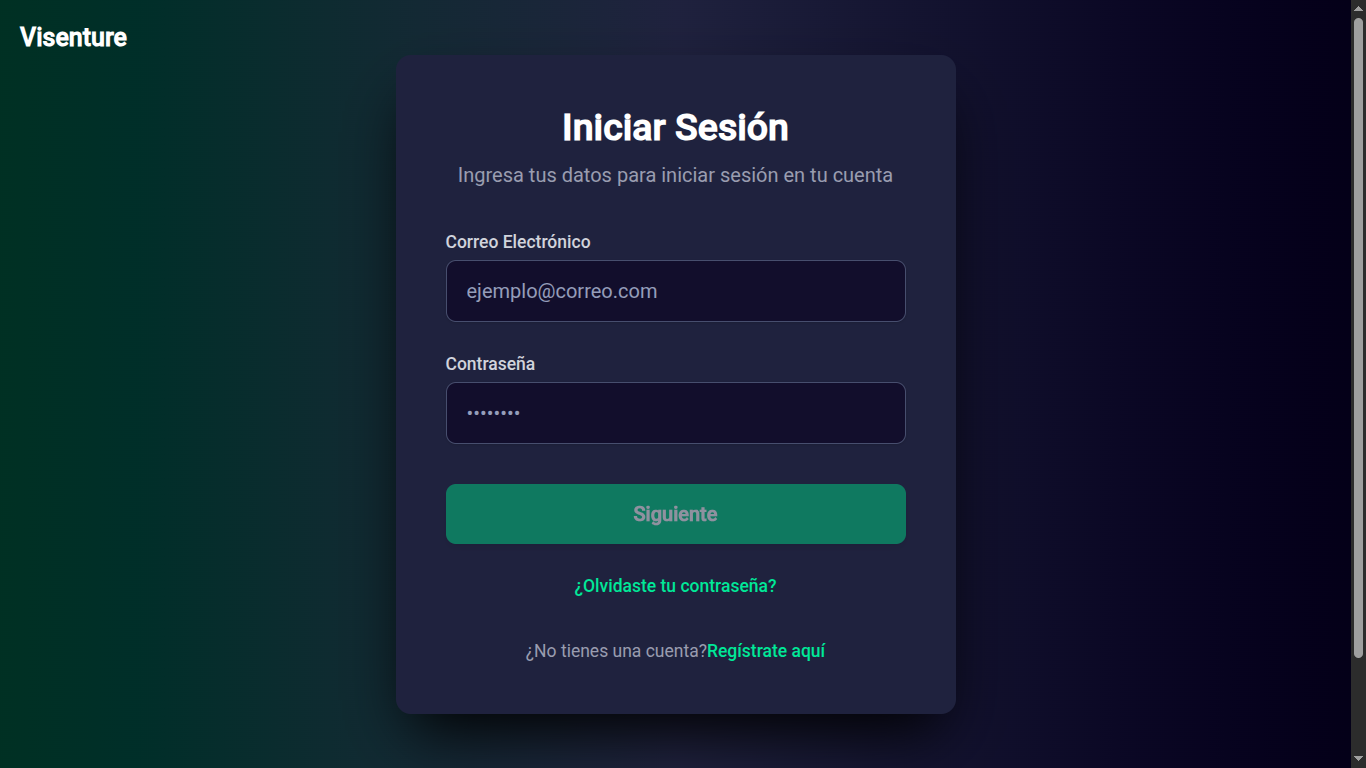 Visenture
Iniciar Sesión
Ingresa tus datos para iniciar sesión en tu cuenta
Correo Electrónico
ejemplo@correo.com
Contraseña
••••••••
Siguiente
¿Olvidaste tu contraseña?
¿No tienes una cuenta?Regístrate aquí